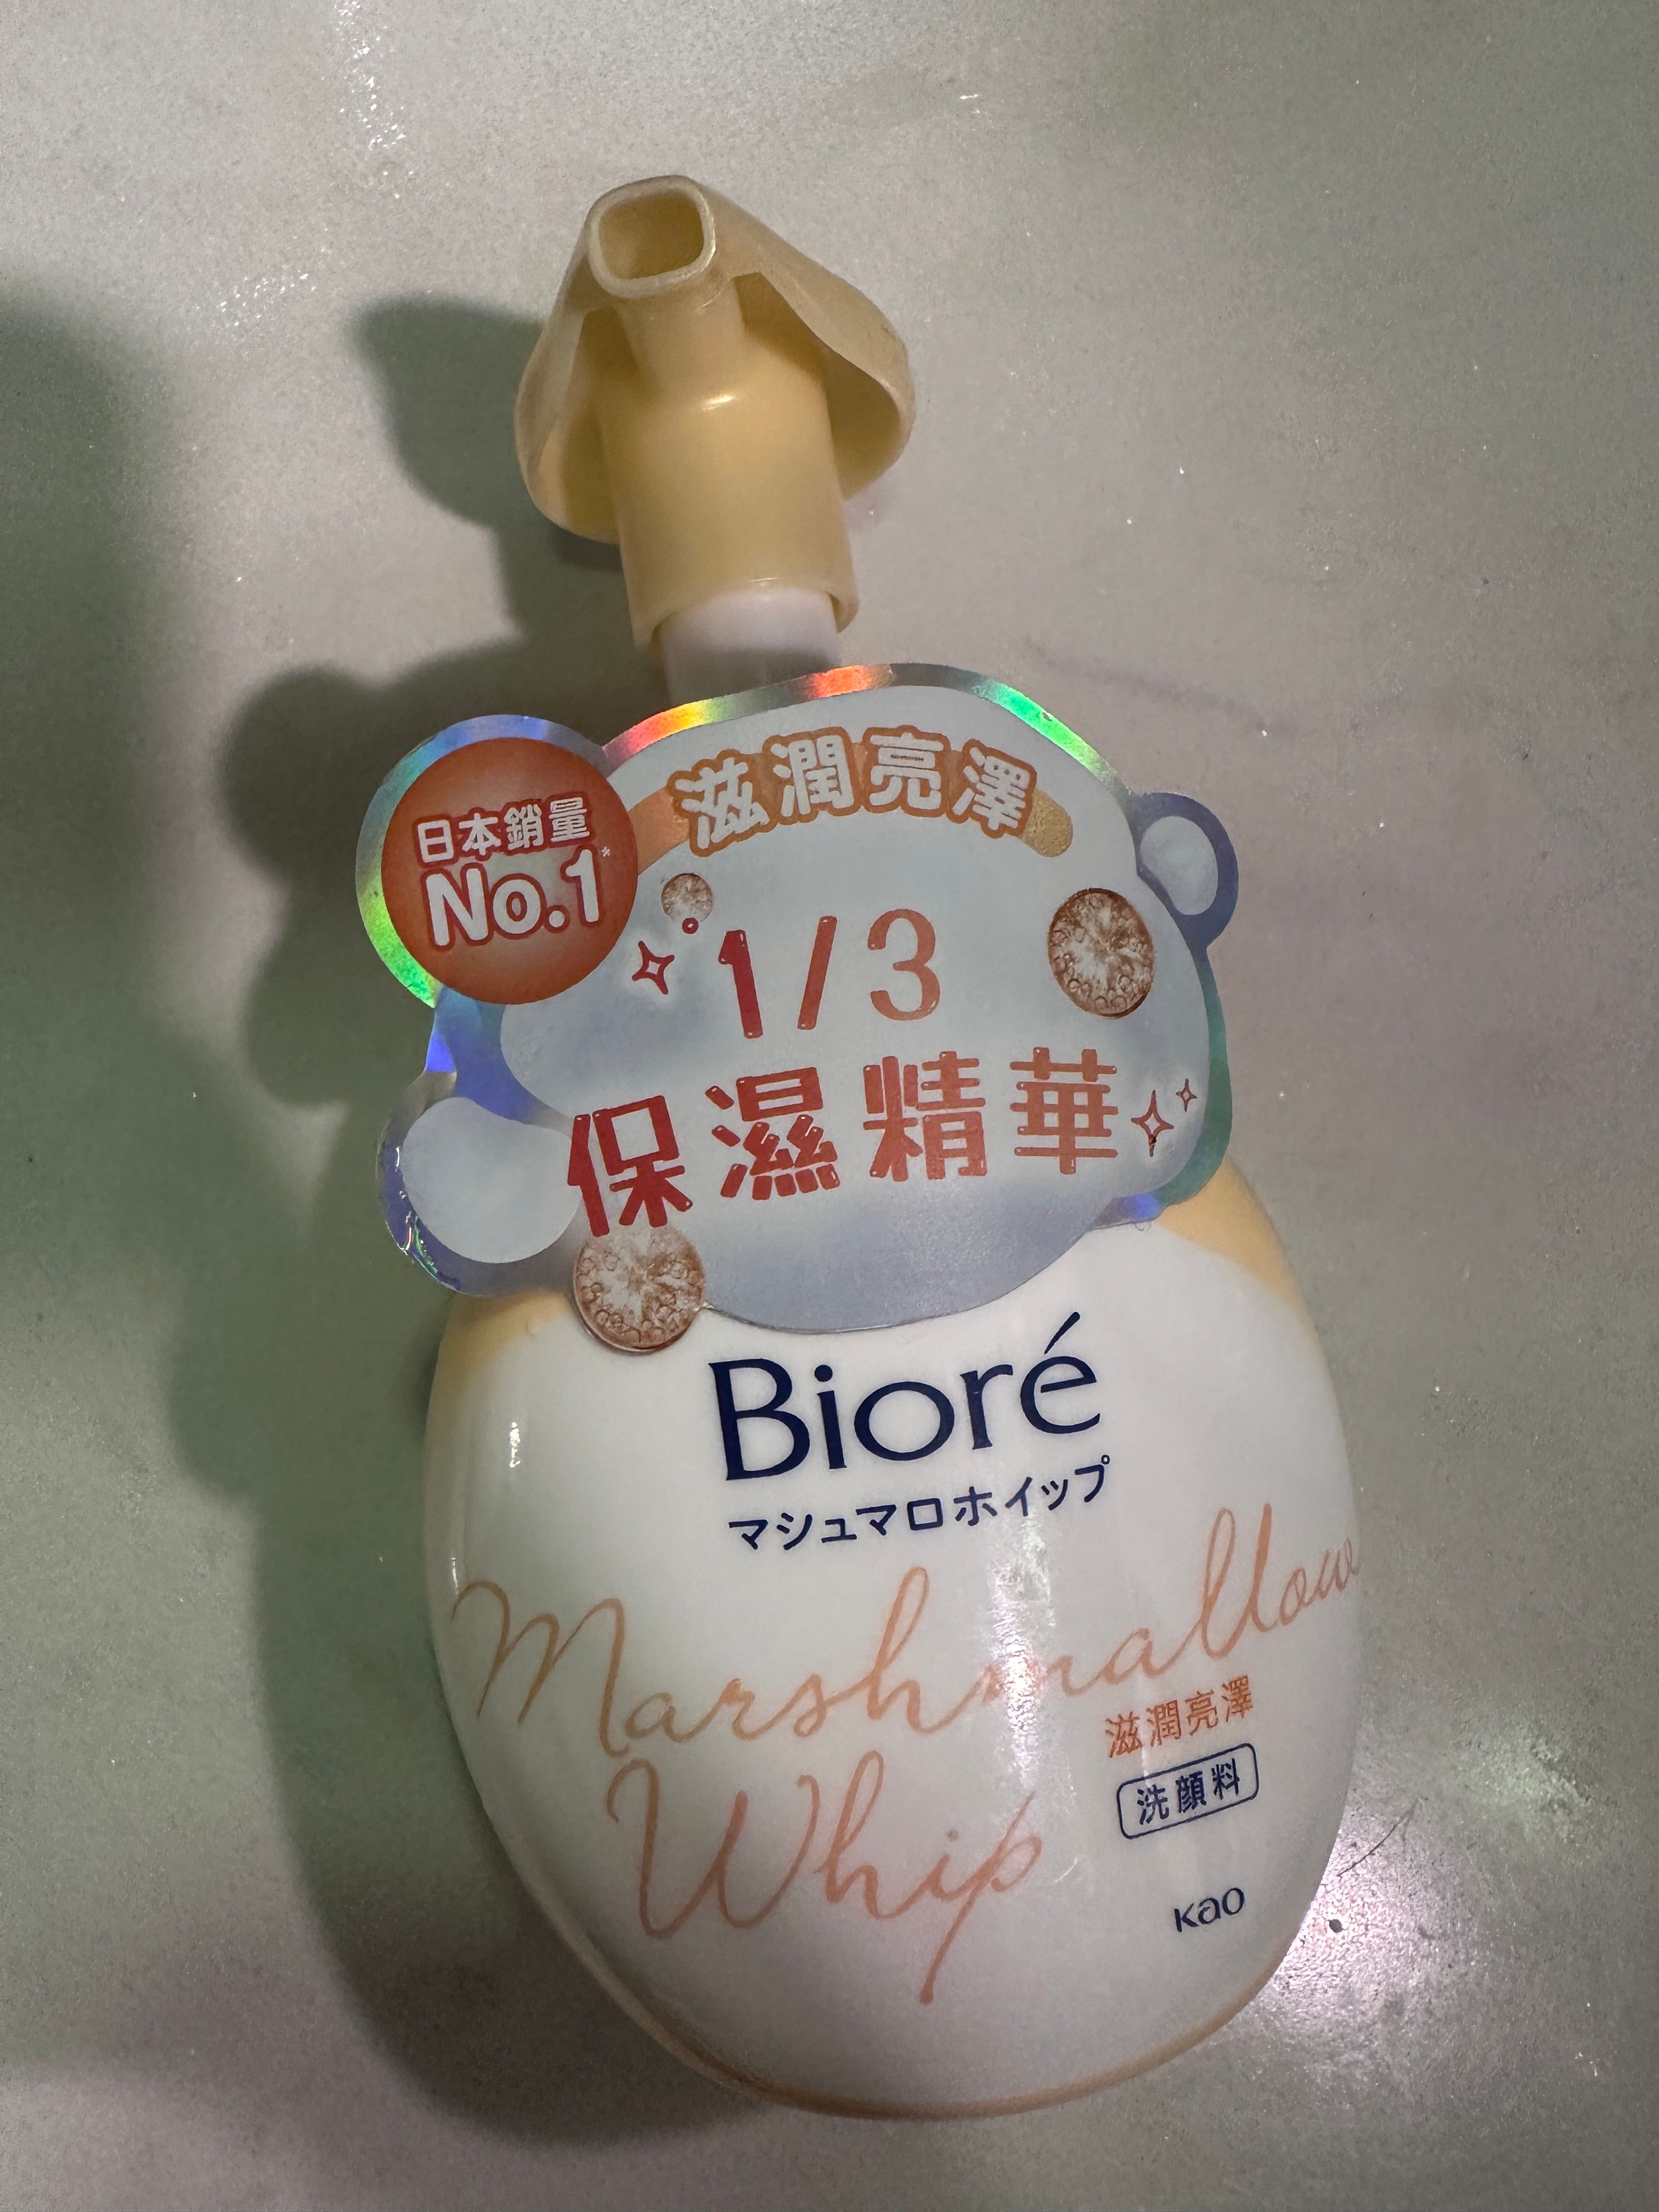 滋潤亮澤
日本銷量
No.1*
1/3
保濕精華
Bioré
マシュマロホイップ
Marshmallow
Whip
滋潤亮澤
洗顔料
Kao